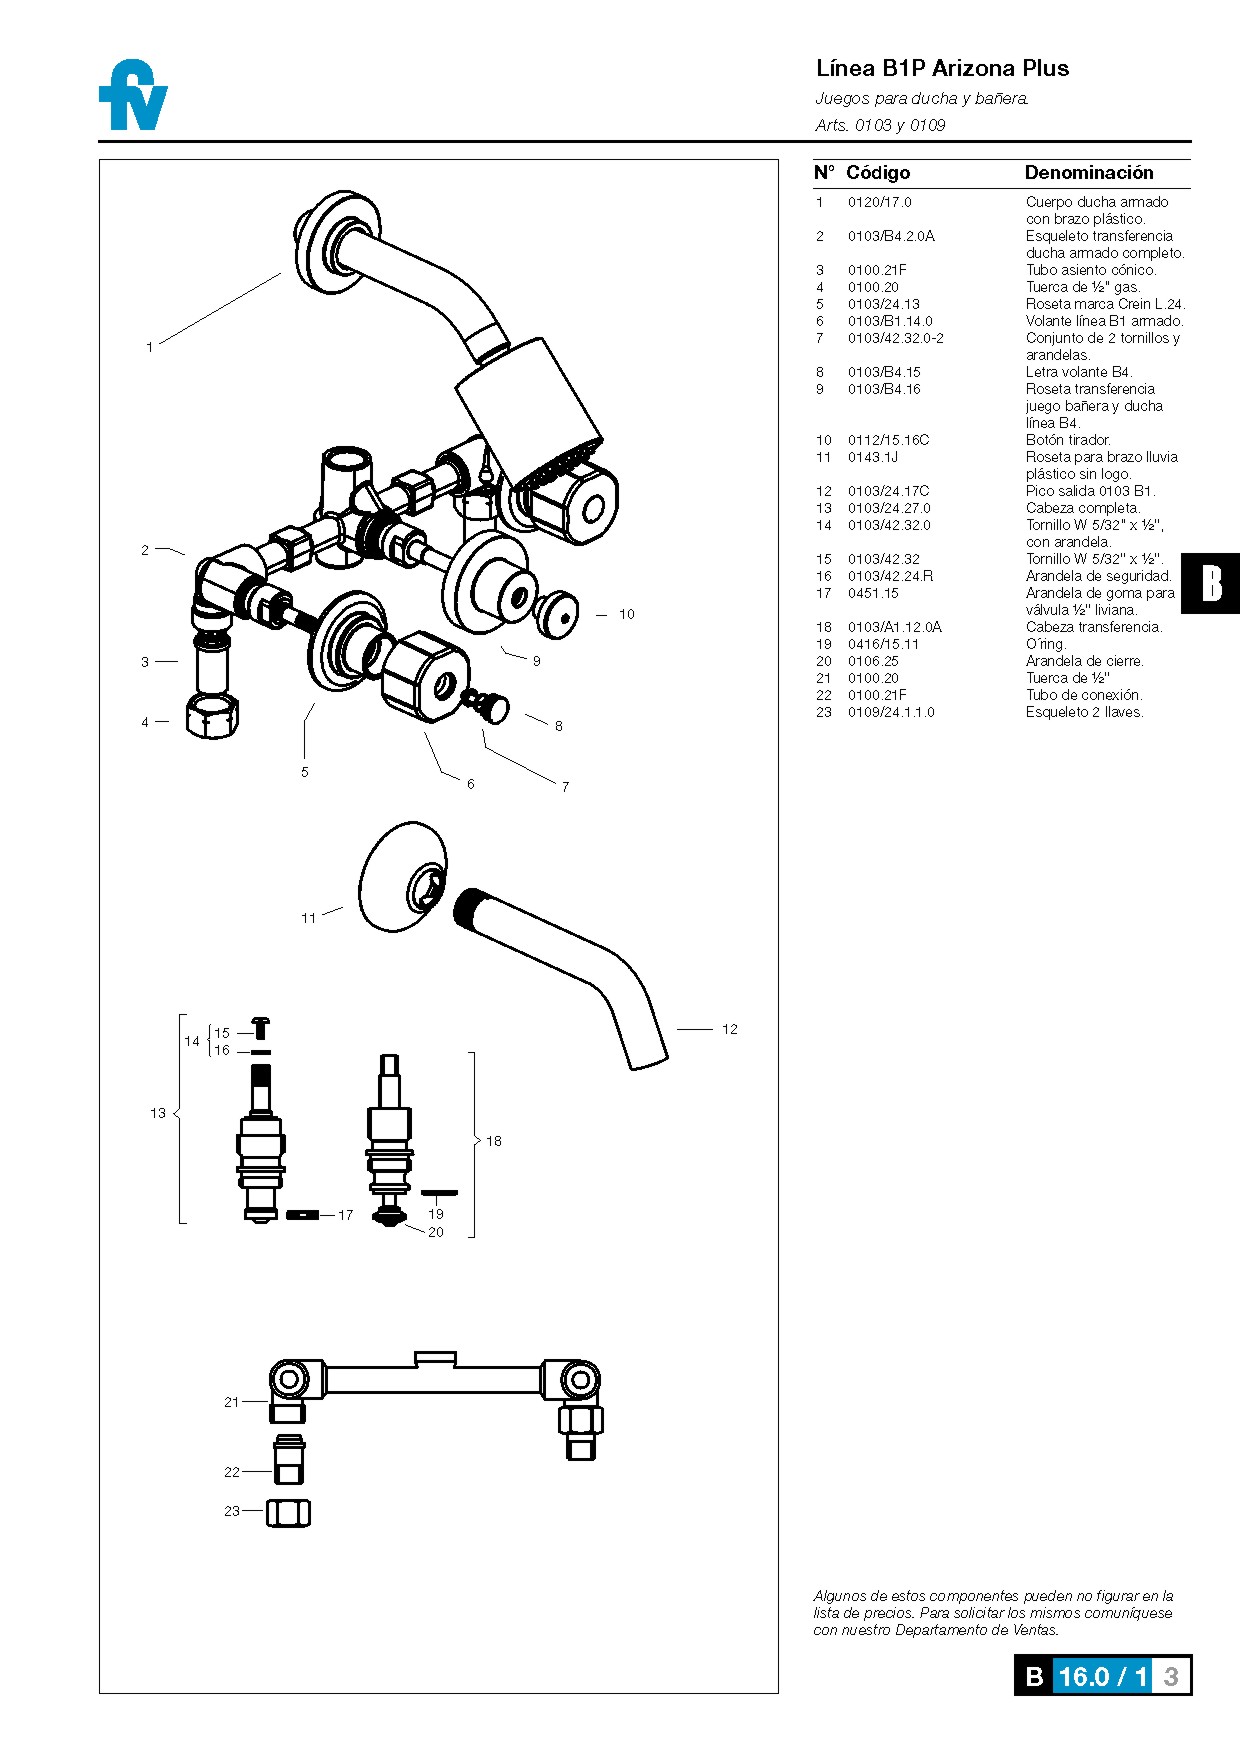 fv
Línea B1P Arizona Plus
Juegos para ducha y bañera.
Arts. 0103 y 0109
N° Código Denominación
1 0120/17.0 Cuerpo ducha armado
con brazo plástico.
2 0103/B4.2.0A Esqueleto transferencia
ducha armado completo.
3 0100.21F Tubo asiento cónico.
4 0100.20 Tuerca de ½" gas.
5 0103/24.13 Roseta marca Crein L.24.
6 0103/B1.14.0 Volante línea B1 armado.
7 0103/42.32.0-2 Conjunto de 2 tornillos y
arandelas.
8 0103/B4.15 Letra volante B4.
9 0103/B4.16 Roseta transferencia
juego bañera y ducha
línea B4.
10 0112/15.16C Botón tirador.
11 0143.1J Roseta para brazo lluvia
plástico sin logo.
12 0103/24.17C Pico salida 0103 B1.
13 0103/24.27.0 Cabeza completa.
14 0103/42.32.0 Tornillo W 5/32" x ½",
con arandela.
15 0103/42.32 Tornillo W 5/32" x ½".
16 0103/42.24.R Arandela de seguridad.
17 0451.15 Arandela de goma para
válvula ½" liviana.
18 0103/A1.12.0A Cabeza transferencia.
19 0416/15.11 O´ring.
20 0106.25 Arandela de cierre.
21 0100.20 Tuerca de ½"
22 0100.21F Tubo de conexión.
23 0109/24.1.1.0 Esqueleto 2 llaves.
B
1
2
10
3
9
4
8
5
6
7
11
12
15
14
16
13
18
17
19
20
21
22
23
Algunos de estos componentes pueden no figurar en la
lista de precios. Para solicitar los mismos comuníquese
con nuestro Departamento de Ventas.
B 16.0 / 1 3